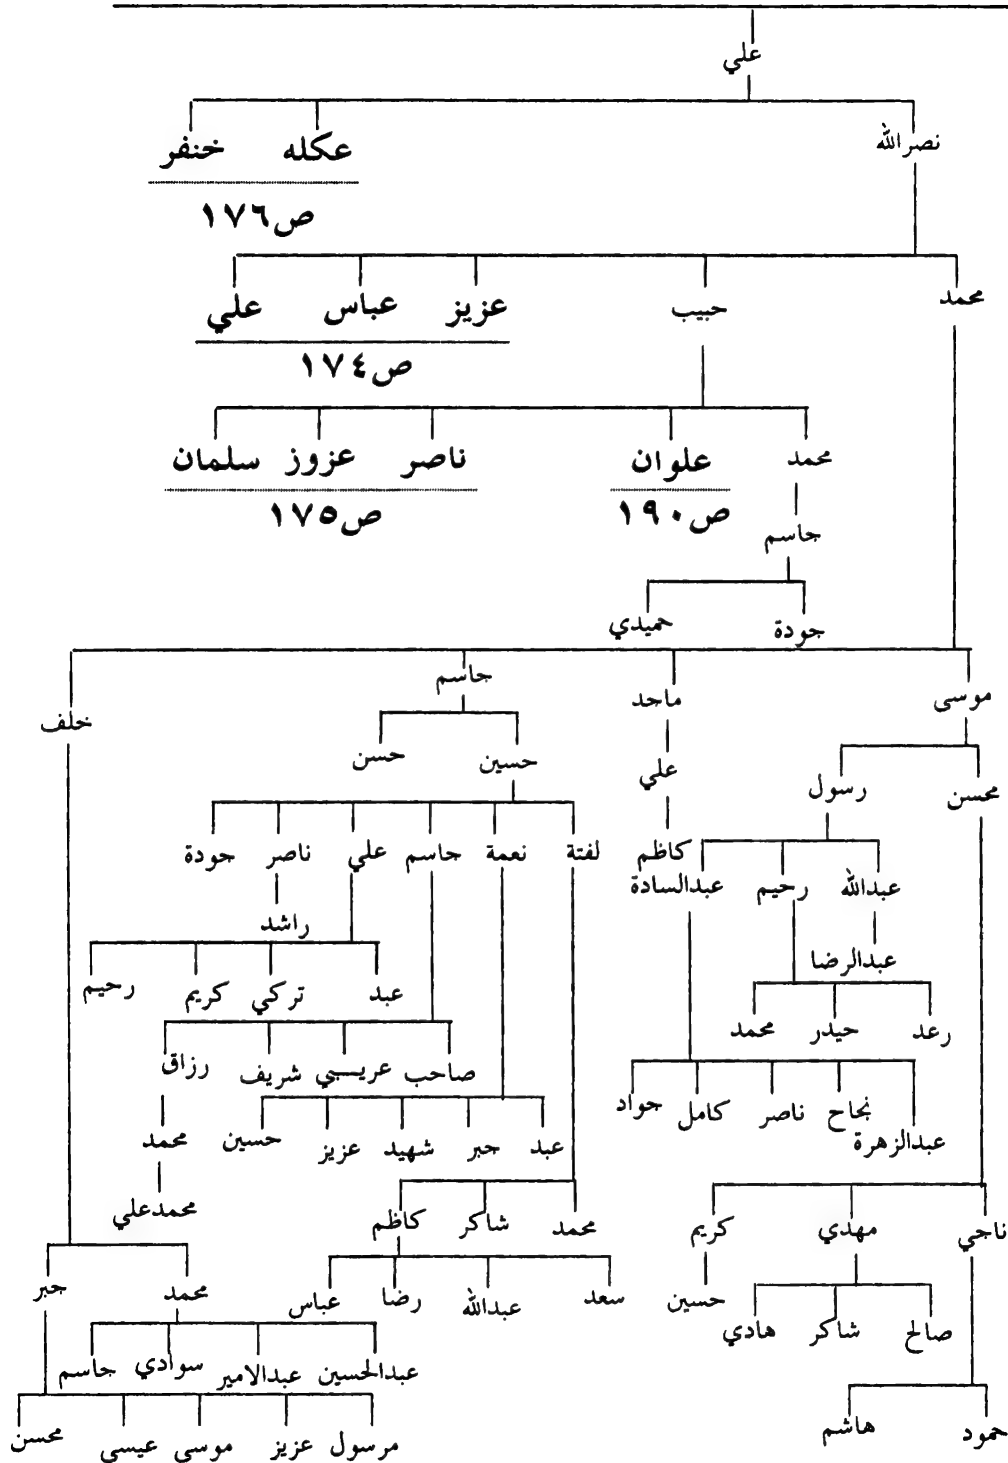 علي
نصرالله عكله خنفر
ص١٧٦
محمد حبيب عزيز عباس علي
ص١٧٤
محمد علوان ناصر عزوز سلمان
ص١٩٠ ص١٧٥
جاسم
جودة حميدي
موسى ماجد جاسم خلف
محسن رسول علي حسين حسن
كاظم لفتة نعمة جاسم علي ناصر جودة
عبدالله رحيم عبدالسادة
راشد
عبدالرضا
عبد تركي كريم رحيم
رعد حيدر محمد
صاحب عريبي شريف رزاق
عبدالزهرة نجاح ناصر كامل جواد
عبد جبر شهيد عزيز حسين محمد
محمدعلي
ناجي مهدي كريم محمد شاكر كاظم
حسين سعد عبدالله رضا عباس محمد جبر
صالح شاكر هادي
عبدالحسين عبدالامير سوادي جاسم
حمود هاشم
مرسول عزيز موسى عيسى محسن